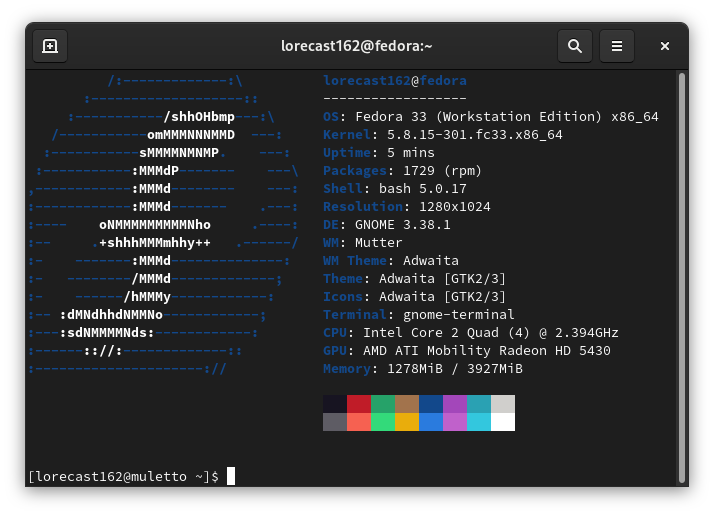 lorecast162@fedora:~
/:-------------:\ lorecast162@fedora
:-------------------:: ------------------
:-----------/shhOHbmp---:\ OS: Fedora 33 (Workstation Edition) x86_64
/-----------omMMMNNNMMD ---: Kernel: 5.8.15-301.fc33.x86_64
:-----------sMMMMNMNMP. ---: Uptime: 5 mins
:-----------:MMMdP------- ---\ Packages: 1729 (rpm)
,------------:MMMd-------- ---: Shell: bash 5.0.17
:------------:MMMd------- .---: Resolution: 1280x1024
:---- oNMMMMMMMMMNho .----: DE: GNOME 3.38.1
:-- .+shhhMMMmhhy++ .------/ WM: Mutter
:- -------:MMMd--------------: WM Theme: Adwaita
:- --------/MMMd-------------; Theme: Adwaita [GTK2/3]
:- ------/hMMMy------------: Icons: Adwaita [GTK2/3]
:-- :dMNdhhdNMMNo------------; Terminal: gnome-terminal
:---:sdNMMMMNds:------------: CPU: Intel Core 2 Quad (4) @ 2.394GHz
:------:://:-------------:: GPU: AMD ATI Mobility Radeon HD 5430
:---------------------:// Memory: 1278MiB / 3927MiB
[lorecast162@muletto ~]$